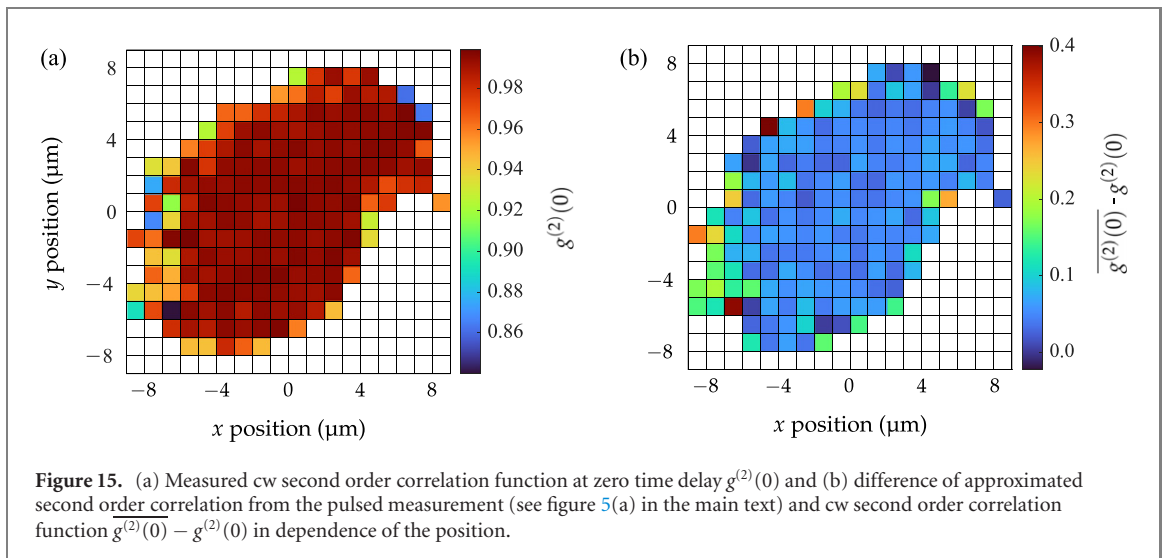 (a)
8
4
0
−4
−8
y position (μm)
−8 −4 0 4 8
x position (μm)
0.98
0.96
0.94
0.92
0.90
0.88
0.86
g(2)(0)
(b)
8
4
0
−4
−8
−8 −4 0 4 8
x position (μm)
0.4
0.3
0.2
0.1
0.0
g(2)(0) - g(2)(0)
Figure 15. (a) Measured cw second order correlation function at zero time delay g(2)(0) and (b) difference of approximated
second order correlation from the pulsed measurement (see figure 5(a) in the main text) and cw second order correlation
function g(2)(0) − g(2)(0) in dependence of the position.